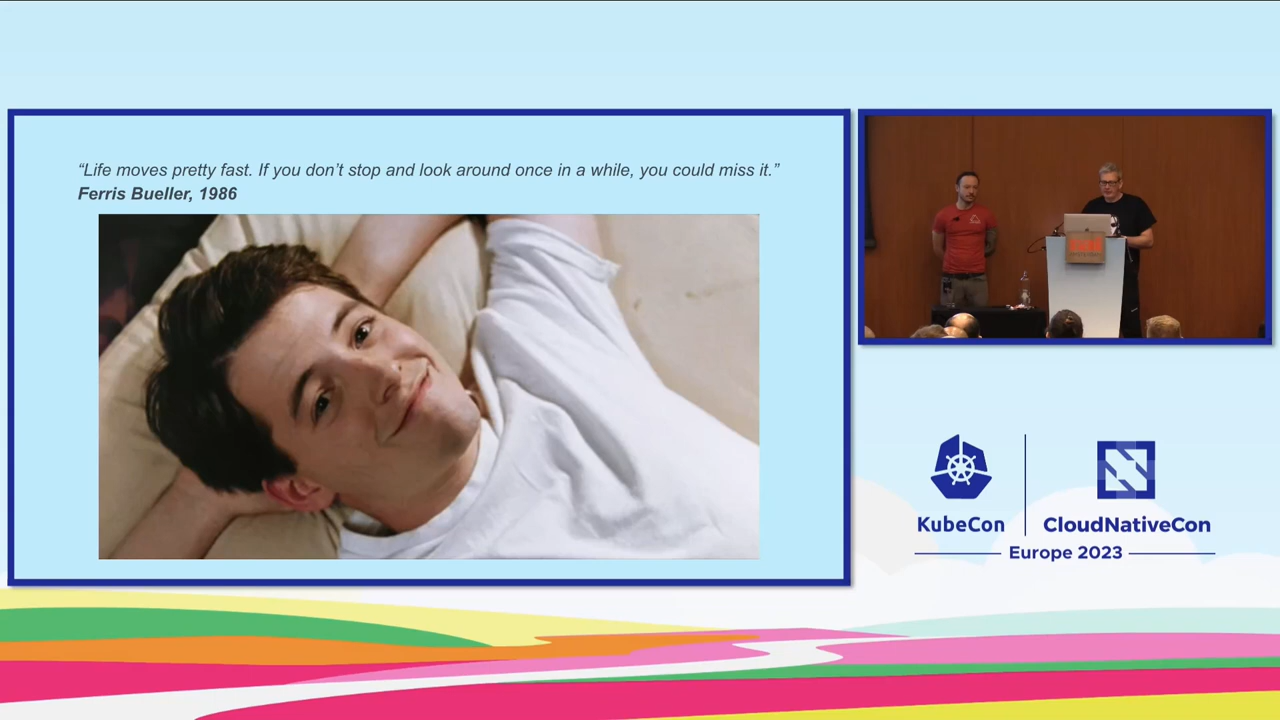 “Life moves pretty fast. If you don’t stop and look around once in a while, you could miss it.”
Ferris Bueller, 1986
KubeCon
CloudNativeCon
Europe 2023